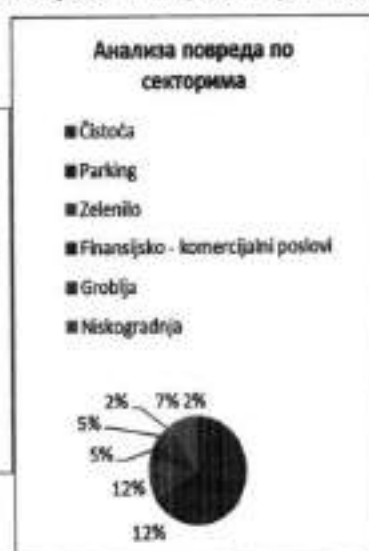 Анализа повреда по
секторима
Čistoća
Parking
Zelenilo
Finansijsko - komercijalni poslovi
Groblja
Niskogradnja
2% 7% 2%
5%
5%
12%
12%